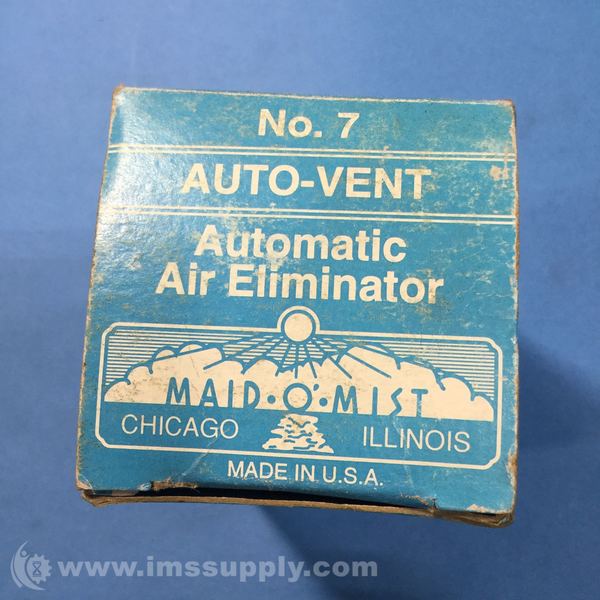 No. 7
AUTO-VENT
Automatic
Air Eliminator
MAID·O'·MIST
CHICAGO ILLINOIS
MADE IN U.S.A.
www.imssupply.com